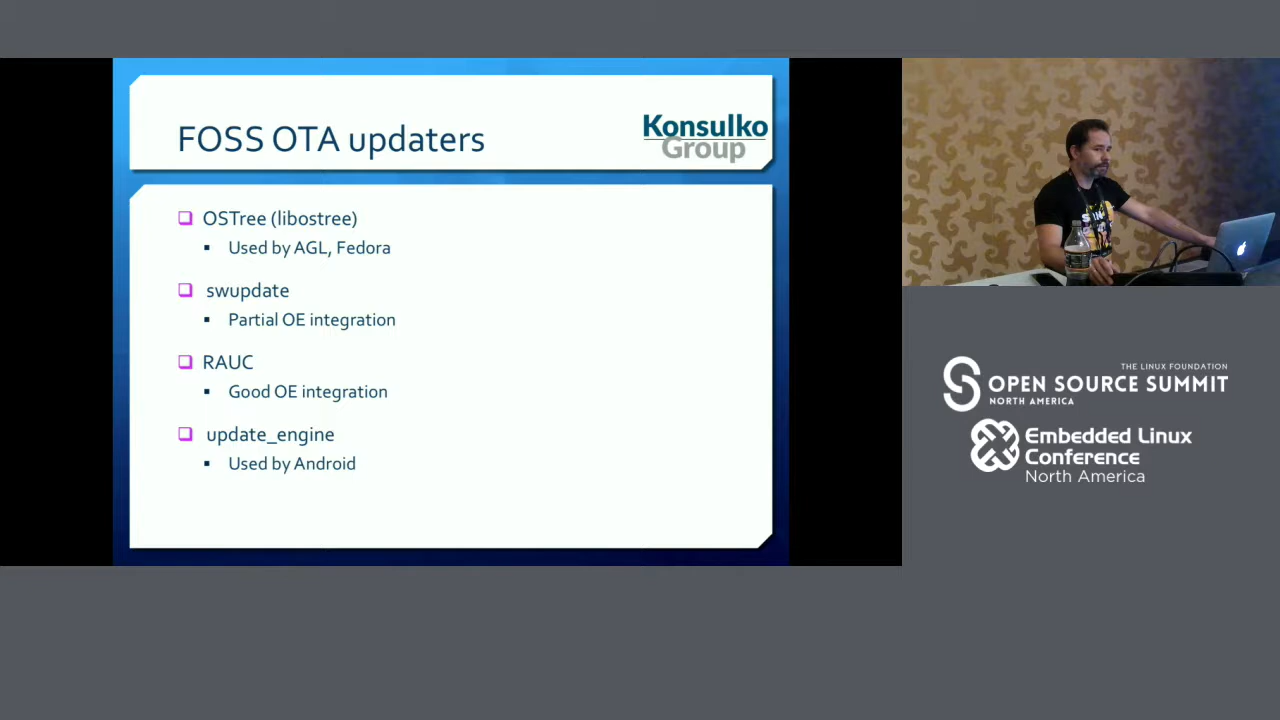 FOSS OTA updaters
Konsulko
Group
OSTree (libostree)
Used by AGL, Fedora
swupdate
Partial OE integration
RAUC
Good OE integration
update_engine
Used by Android
THE LINUX FOUNDATION
OPEN SOURCE SUMMIT
NORTH AMERICA
Embedded Linux
Conference
North America